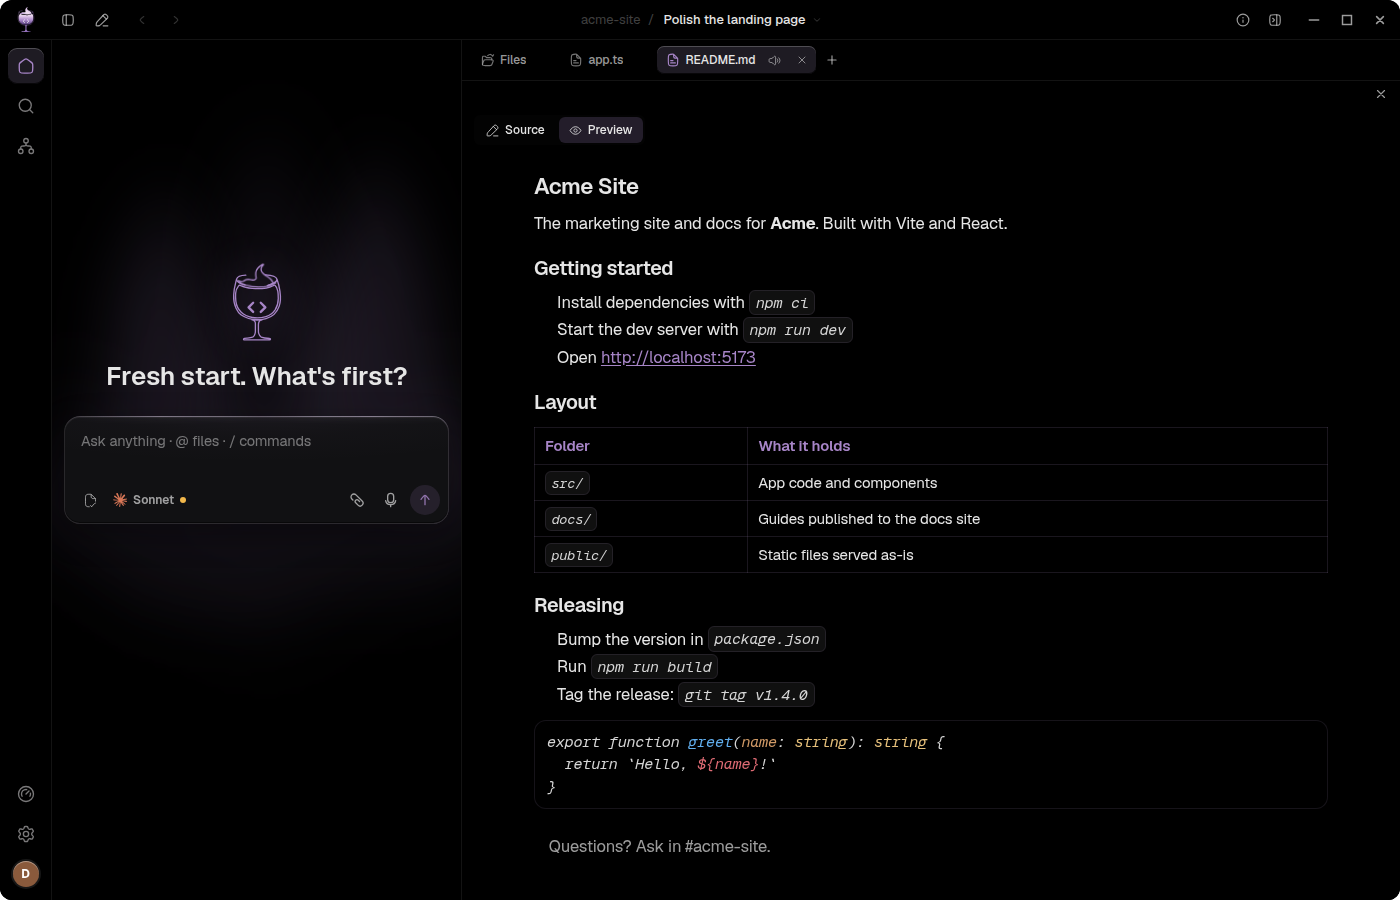 acme-site / Polish the landing page
Files
app.ts
README.md
Source
Preview
Fresh start. What's first?
Ask anything · @ files · / commands
Sonnet
D
Acme Site
The marketing site and docs for Acme. Built with Vite and React.
Getting started
Install dependencies with npm ci
Start the dev server with npm run dev
Open http://localhost:5173
Layout
Folder What it holds
src/ App code and components
docs/ Guides published to the docs site
public/ Static files served as-is
Releasing
Bump the version in package.json
Run npm run build
Tag the release: git tag v1.4.0
export function greet(name: string): string {
  return `Hello, ${name}!`
}
Questions? Ask in #acme-site.